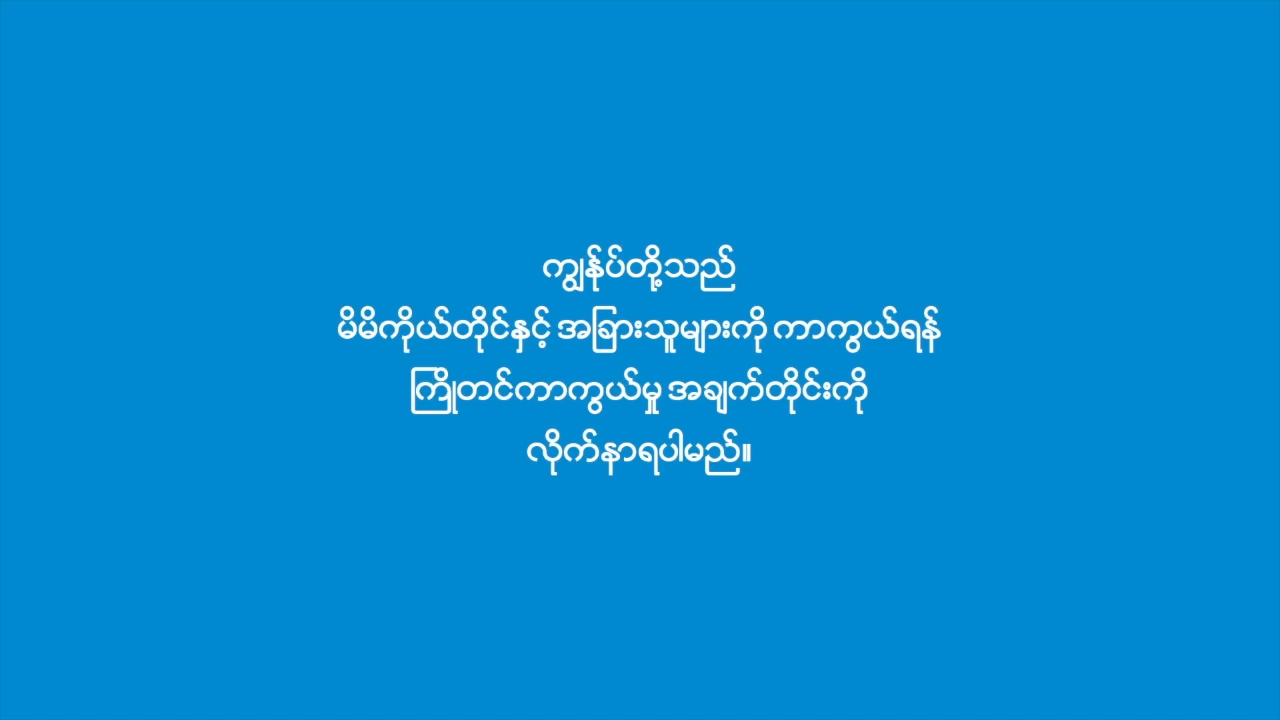 ကျွန်ုပ်တို့သည်
မိမိကိုယ်တိုင်နှင့် အခြားသူများကို ကာကွယ်ရန်
ကြိုတင်ကာကွယ်မှု အချက်တိုင်းကို
လိုက်နာရပါမည်။